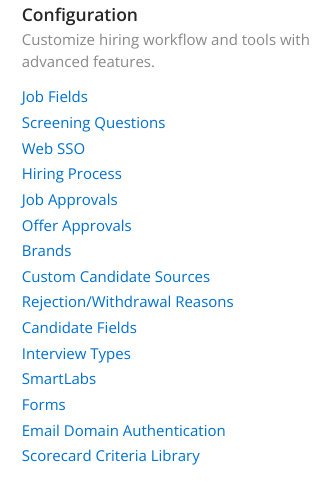 Configuration
Customize hiring workflow and tools with
advanced features.
Job Fields
Screening Questions
Web SSO
Hiring Process
Job Approvals
Offer Approvals
Brands
Custom Candidate Sources
Rejection/Withdrawal Reasons
Candidate Fields
Interview Types
SmartLabs
Forms
Email Domain Authentication
Scorecard Criteria Library